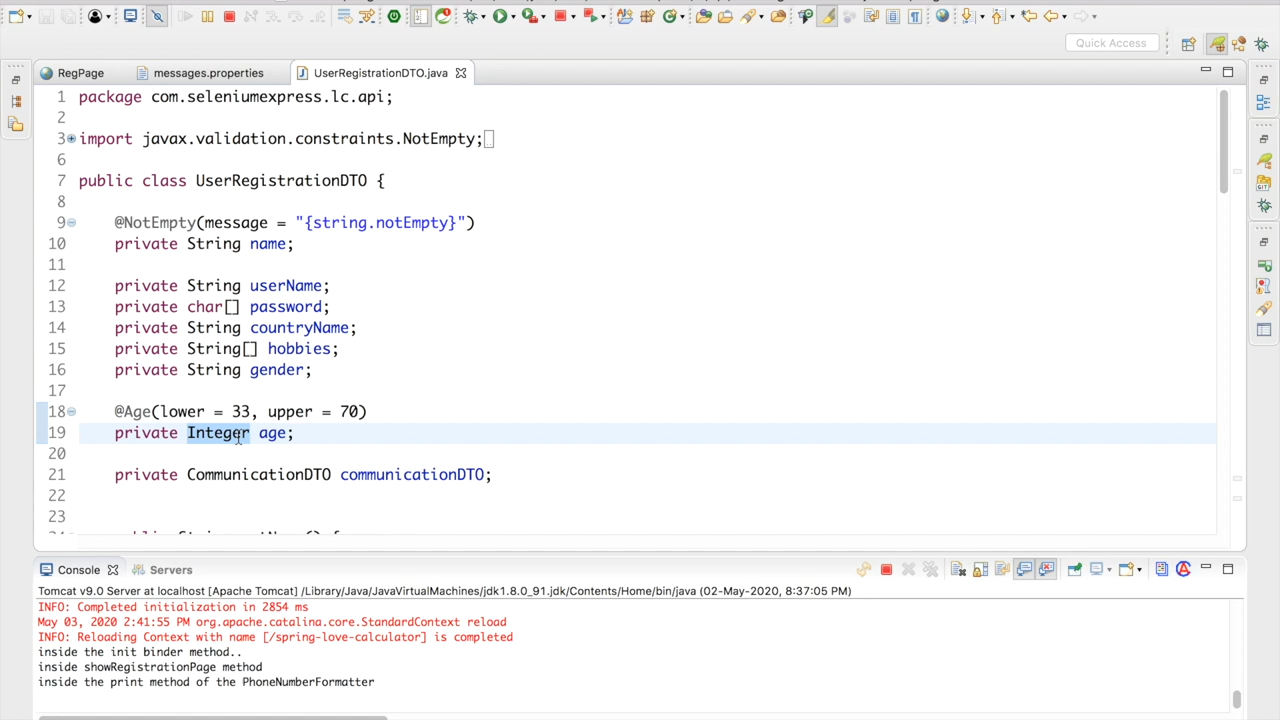 Quick Access
RegPage
messages.properties
UserRegistrationDTO.java
1 package com.seleniumexpress.lc.api;
2
3 import javax.validation.constraints.NotEmpty;
6
7 public class UserRegistrationDTO {
8
9 @NotEmpty(message = "{string.notEmpty}")
10 private String name;
11
12 private String userName;
13 private char[] password;
14 private String countryName;
15 private String[] hobbies;
16 private String gender;
17
18 @Age(lower = 33, upper = 70)
19 private Integer age;
20
21 private CommunicationDTO communicationDTO;
22
23
Console
Servers
Tomcat v9.0 Server at localhost [Apache Tomcat] /Library/Java/JavaVirtualMachines/jdk1.8.0_91.jdk/Contents/Home/bin/java (02-May-2020, 8:37:05 PM)
INFO: Completed initialization in 2854 ms
May 03, 2020 2:41:55 PM org.apache.catalina.core.StandardContext reload
INFO: Reloading Context with name [/spring-love-calculator] is completed
inside the init binder method..
inside showRegistrationPage method
inside the print method of the PhoneNumberFormatter